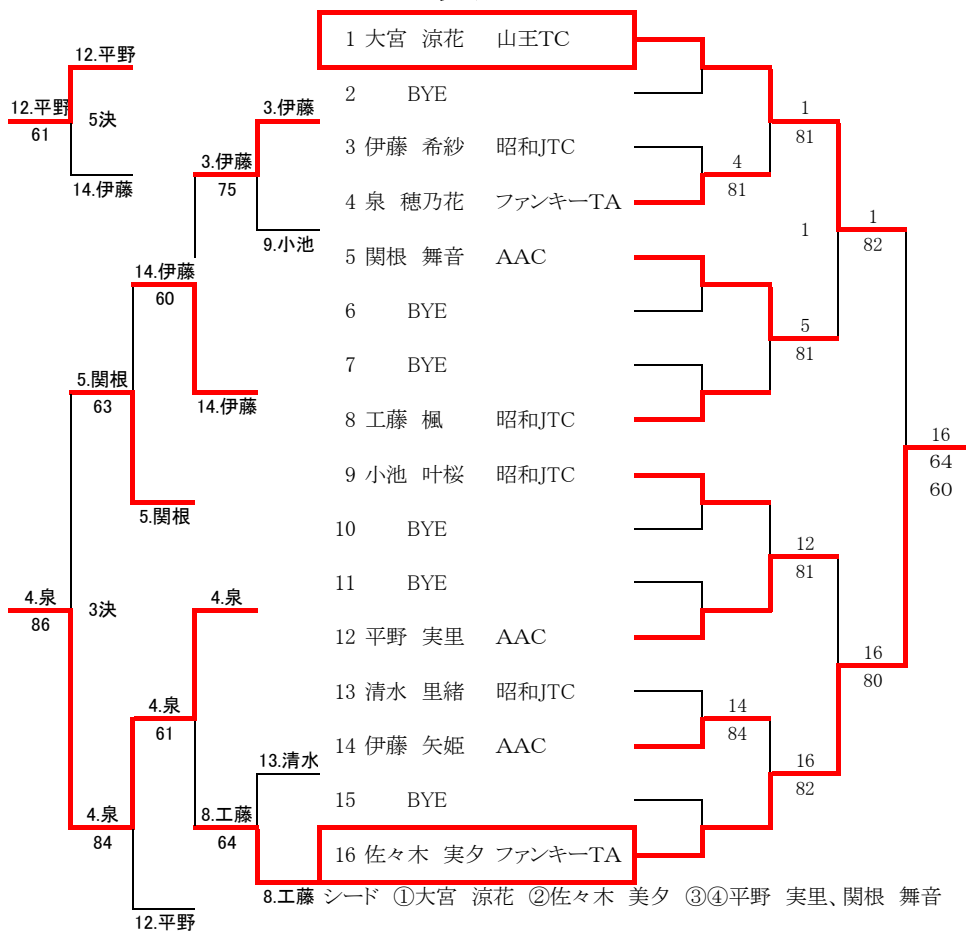 1 大宮 涼花 山王TC
2 BYE
3 伊藤 希紗 昭和JTC
4 泉 穂乃花 ファンキーTA
5 関根 舞音 AAC
6 BYE
7 BYE
8 工藤 楓 昭和JTC
9 小池 叶桜 昭和JTC
10 BYE
11 BYE
12 平野 実里 AAC
13 清水 里緒 昭和JTC
14 伊藤 矢姫 AAC
15 BYE
16 佐々木 実夕 ファンキーTA
シード ①大宮 涼花 ②佐々木 美夕 ③④平野 実里、関根 舞音
12.平野
12.平野
61
5決
14.伊藤
3.伊藤
3.伊藤
75
9.小池
14.伊藤
60
14.伊藤
5.関根
63
5.関根
4.泉
86
3決
4.泉
4.泉
61
13.清水
4.泉
84
8.工藤
64
8.工藤
12.平野
1
81
4
81
1
1
82
5
81
16
64
60
12
81
16
80
14
84
16
82